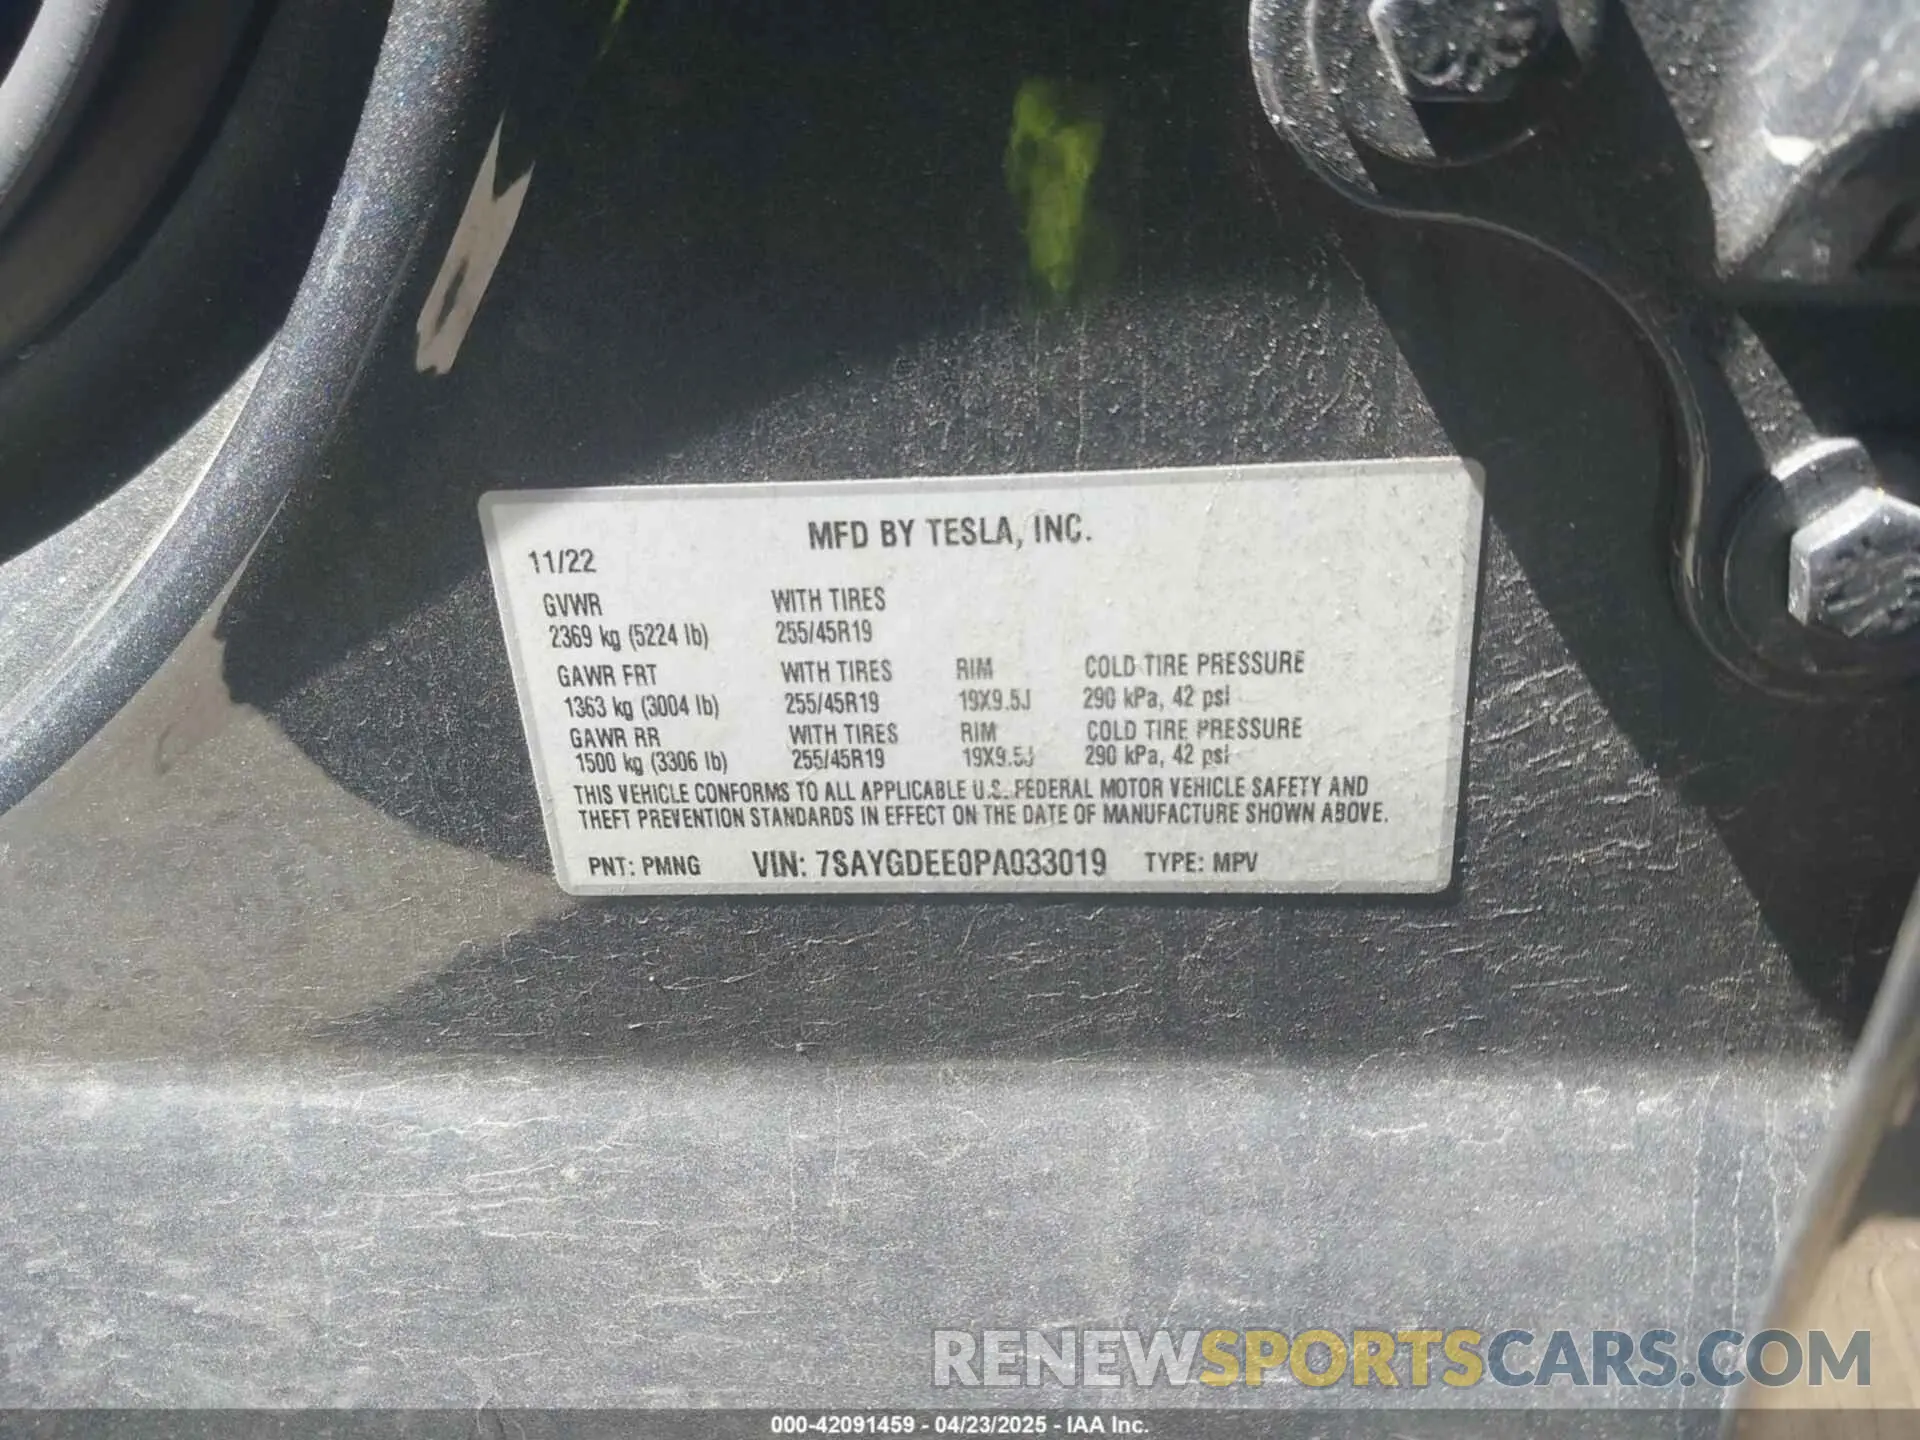 MFD BY TESLA, INC.
11/22
GVWR WITH TIRES
2369 kg (5224 lb) 255/45R19
GAWR FRT WITH TIRES RIM COLD TIRE PRESSURE
1363 kg (3004 lb) 255/45R19 19X9.5J 290 kPa, 42 psi
GAWR RR WITH TIRES RIM COLD TIRE PRESSURE
1500 kg (3306 lb) 255/45R19 19X9.5J 290 kPa, 42 psi
THIS VEHICLE CONFORMS TO ALL APPLICABLE U.S. FEDERAL MOTOR VEHICLE SAFETY AND
THEFT PREVENTION STANDARDS IN EFFECT ON THE DATE OF MANUFACTURE SHOWN ABOVE.
PNT: PMNG VIN: 7SAYGDEE0PA033019 TYPE: MPV
RENEWSPORTSCARS.COM
000-42091459 - 04/23/2025 - IAA Inc.